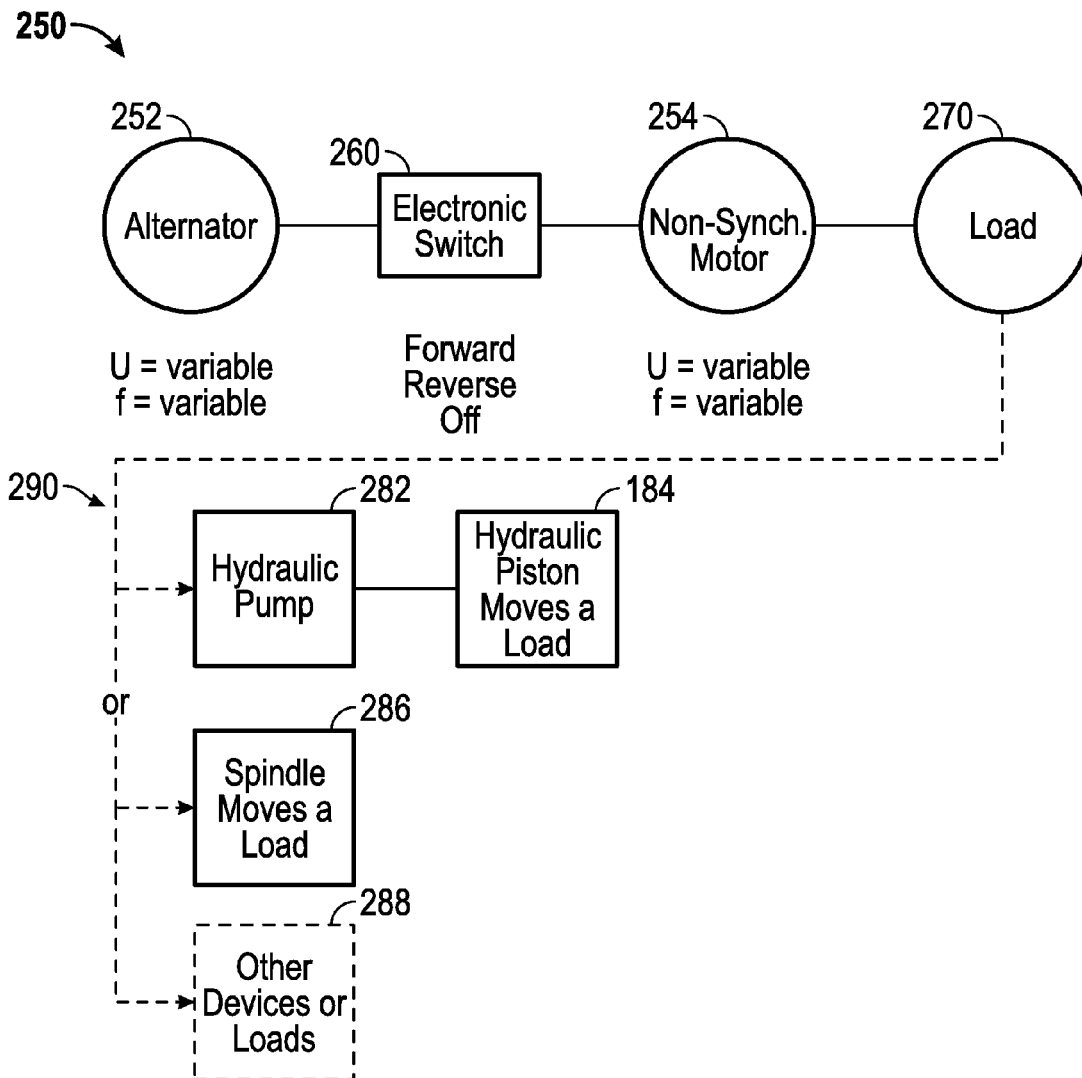 250
252
260
254
270
Alternator
Electronic
Switch
Non-Synch.
Motor
Load
U = variable
f = variable
Forward
Reverse
Off
U = variable
f = variable
290
282
184
Hydraulic
Pump
Hydraulic
Piston
Moves a
Load
or
286
Spindle
Moves a
Load
288
Other
Devices or
Loads